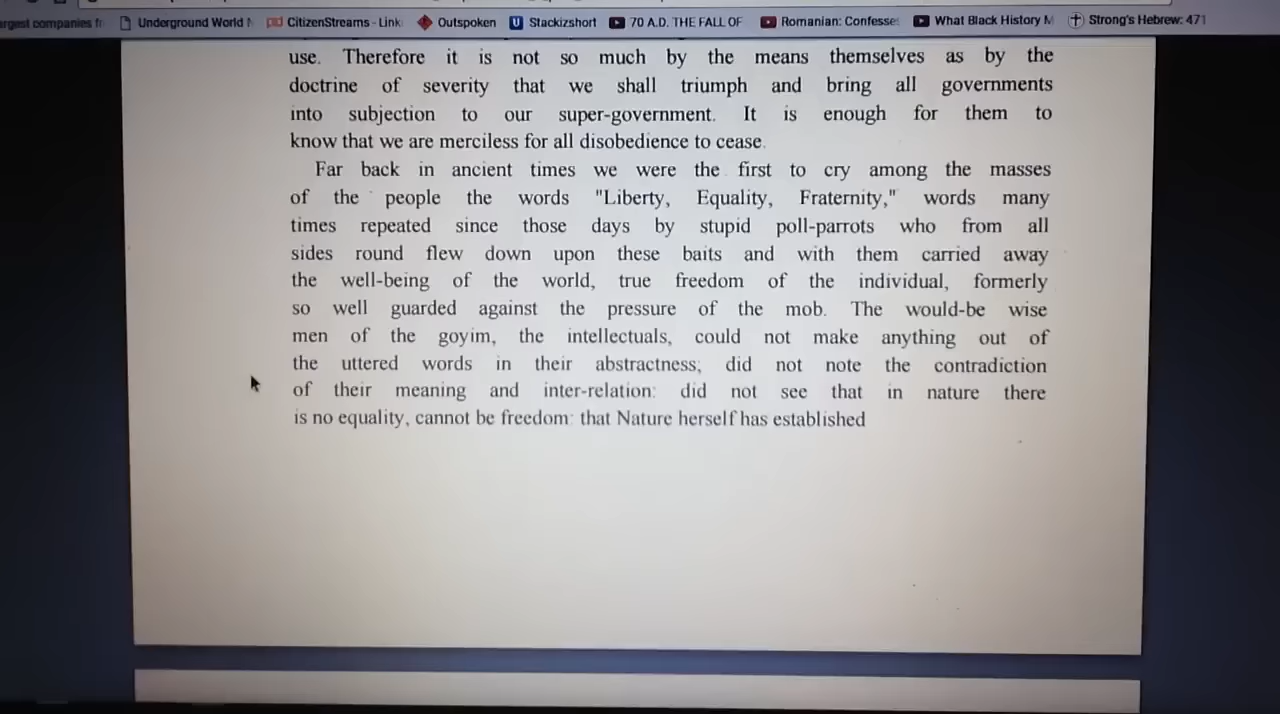 argest companies fr Underground World N CitizenStreams - Link Outspoken Stackizshort 70 A.D. THE FALL OF Romanian: Confesse What Black History M Strong's Hebrew: 471
use. Therefore it is not so much by the means themselves as by the
doctrine of severity that we shall triumph and bring all governments
into subjection to our super-government. It is enough for them to
know that we are merciless for all disobedience to cease.
Far back in ancient times we were the first to cry among the masses
of the people the words "Liberty, Equality, Fraternity," words many
times repeated since those days by stupid poll-parrots who from all
sides round flew down upon these baits and with them carried away
the well-being of the world, true freedom of the individual, formerly
so well guarded against the pressure of the mob. The would-be wise
men of the goyim, the intellectuals, could not make anything out of
the uttered words in their abstractness; did not note the contradiction
of their meaning and inter-relation: did not see that in nature there
is no equality, cannot be freedom: that Nature herself has established